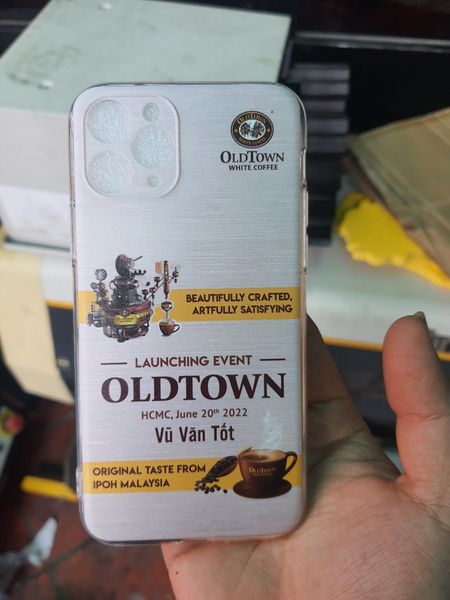 OLDTOWN
WHITE COFFEE
BEAUTIFULLY CRAFTED,
ARTFULLY SATISFYING
LAUNCHING EVENT
OLDTOWN
HCMC, June 20th 2022
Vũ Văn Tốt
ORIGINAL TASTE FROM
IPOH MALAYSIA
OLDTOWN